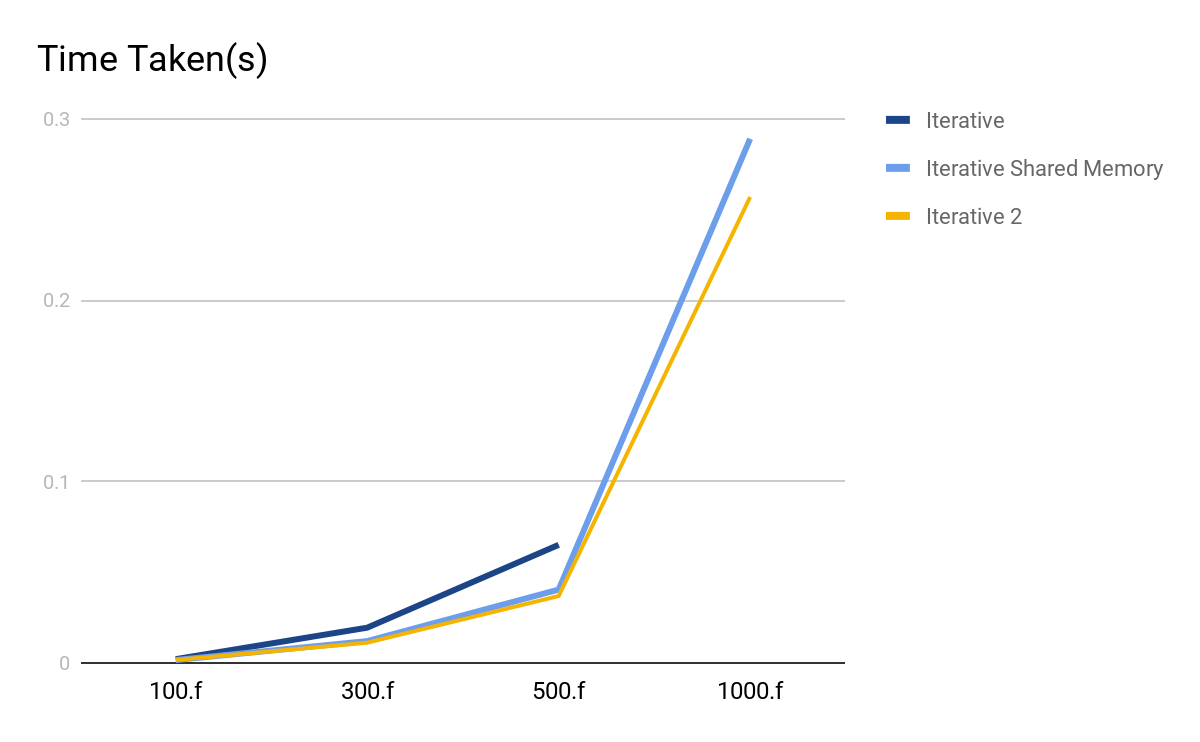 Time Taken(s)
0.3
0.2
0.1
0
100.f
300.f
500.f
1000.f
Iterative
Iterative Shared Memory
Iterative 2